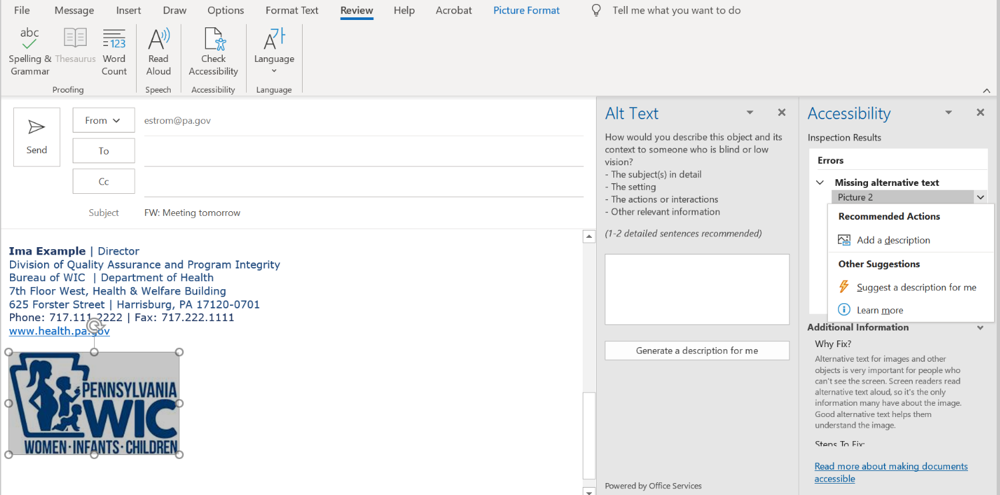 File Message Insert Draw Options Format Text Review Help Acrobat Picture Format Tell me what you want to do
abc
123
Spelling & Grammar
Thesaurus
Word Count
Read Aloud
Check Accessibility
Language
Proofing
Speech
Accessibility
Language
Send
From
estrom@pa.gov
To
Cc
Subject
FW: Meeting tomorrow
Ima Example | Director
Division of Quality Assurance and Program Integrity
Bureau of WIC | Department of Health
7th Floor West, Health & Welfare Building
625 Forster Street | Harrisburg, PA 17120-0701
Phone: 717.111.2222 | Fax: 717.222.1111
www.health.pa.gov
PENNSYLVANIA
WIC
WOMEN·INFANTS·CHILDREN
Alt Text
How would you describe this object and its
context to someone who is blind or low
vision?
- The subject(s) in detail
- The setting
- The actions or interactions
- Other relevant information
(1-2 detailed sentences recommended)
Generate a description for me
Powered by Office Services
Accessibility
Inspection Results
Errors
Missing alternative text
Picture 2
Recommended Actions
Add a description
Other Suggestions
Suggest a description for me
Learn more
Additional Information
Why Fix?
Alternative text for images and other
objects is very important for people who
can't see the screen. Screen readers read
alternative text aloud, so it's the only
information many have about the image.
Good alternative text helps them
understand the image.
Steps To Fix:
Read more about making documents
accessible